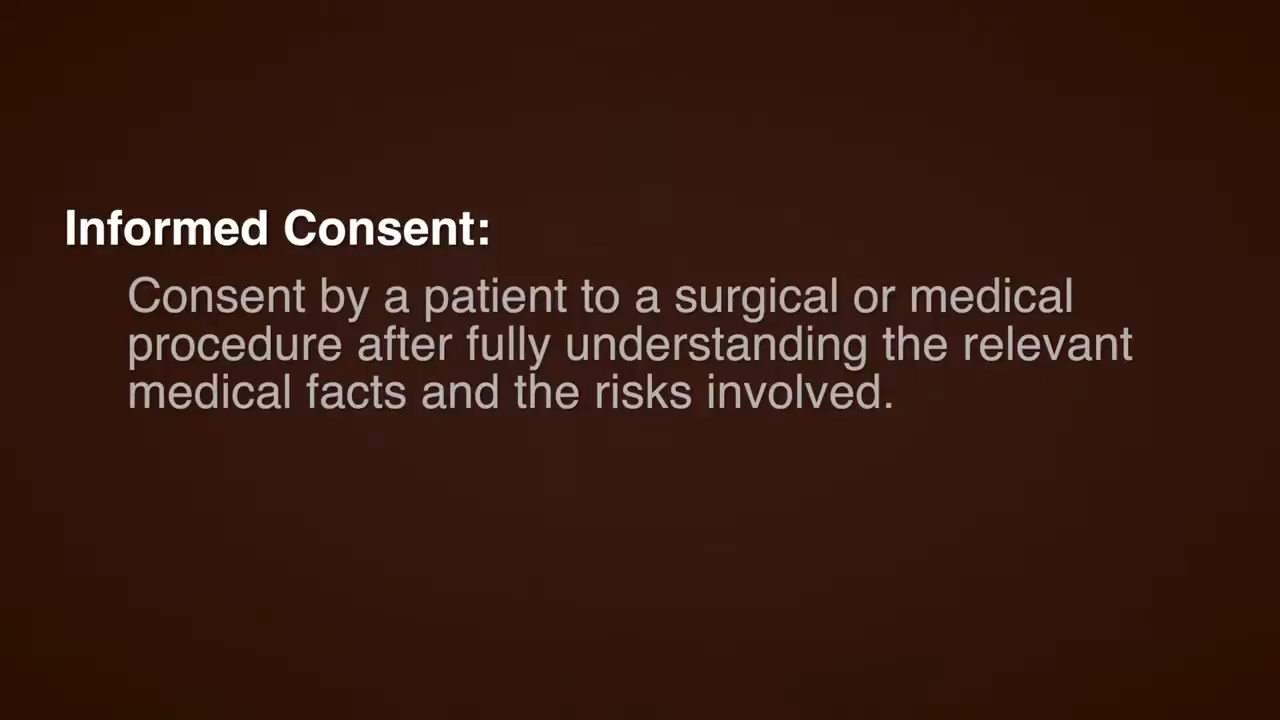 Informed Consent:
Consent by a patient to a surgical or medical
procedure after fully understanding the relevant
medical facts and the risks involved.